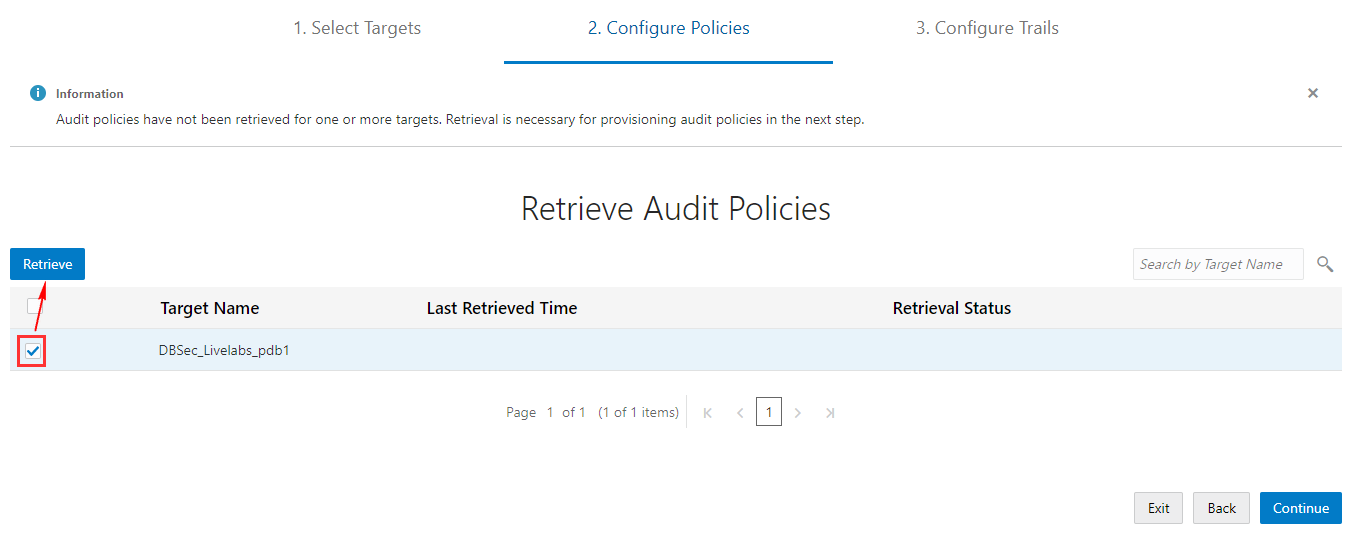 1. Select Targets 2. Configure Policies 3. Configure Trails
Information
Audit policies have not been retrieved for one or more targets. Retrieval is necessary for provisioning audit policies in the next step.
Retrieve Audit Policies
Retrieve Search by Target Name
Target Name Last Retrieved Time Retrieval Status
DBSec_Livelabs_pdb1
Page 1 of 1 (1 of 1 items) 1
Exit Back Continue